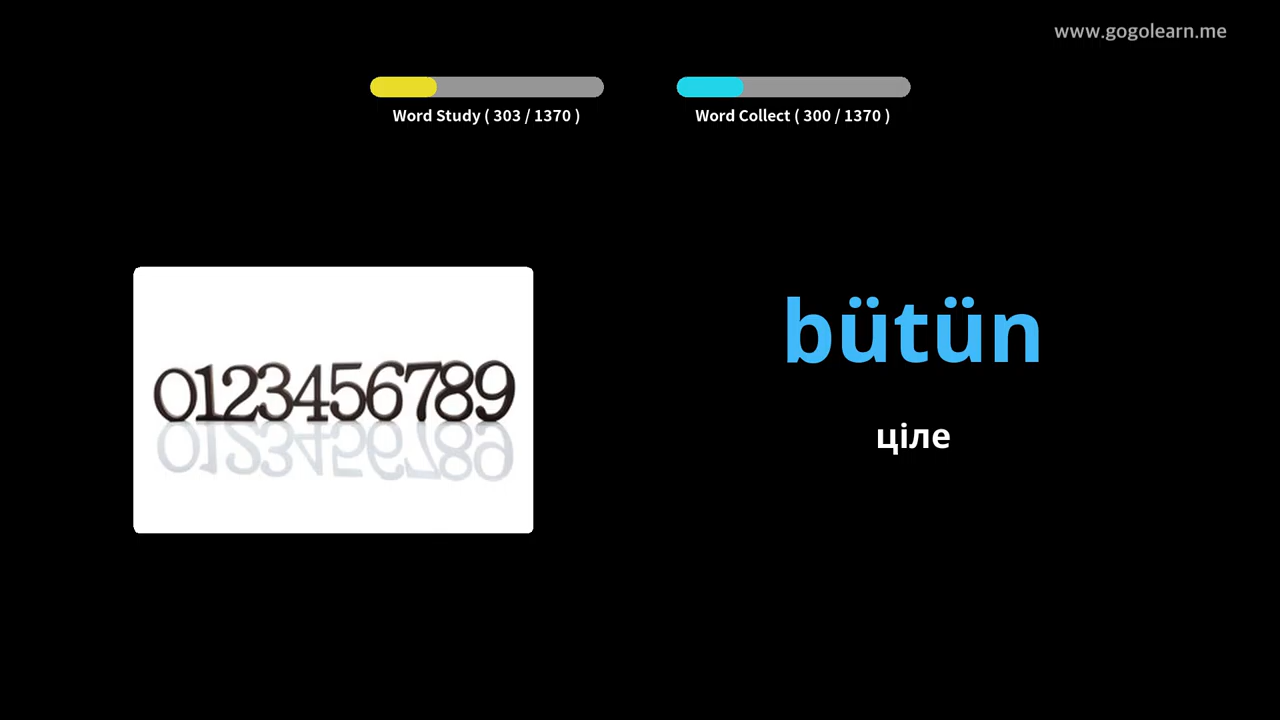 www.gogolearn.me
Word Study ( 303 / 1370 )
Word Collect ( 300 / 1370 )
bütün
0123456789
ціле